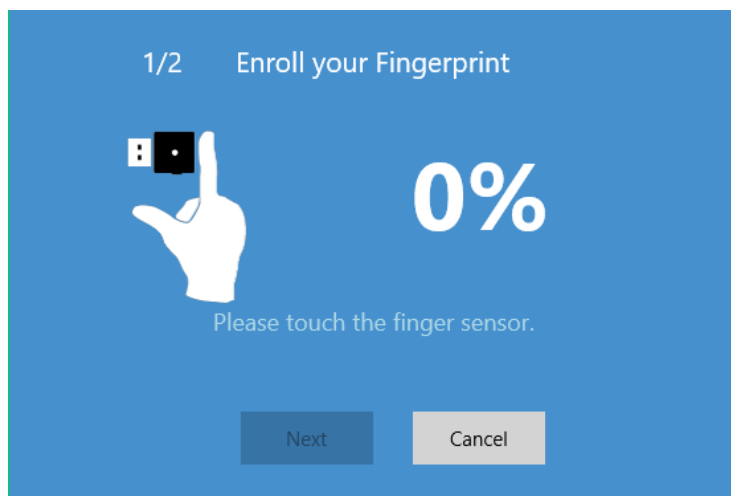 1/2 Enroll your Fingerprint
0%
Please touch the finger sensor.
Next Cancel